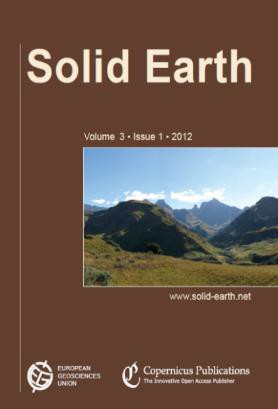 Solid Earth
Volume 3 • Issue 1 • 2012
www.solid-earth.net
EUROPEAN
GEOSCIENCES
UNION
Copernicus Publications
The Innovative Open Access Publisher